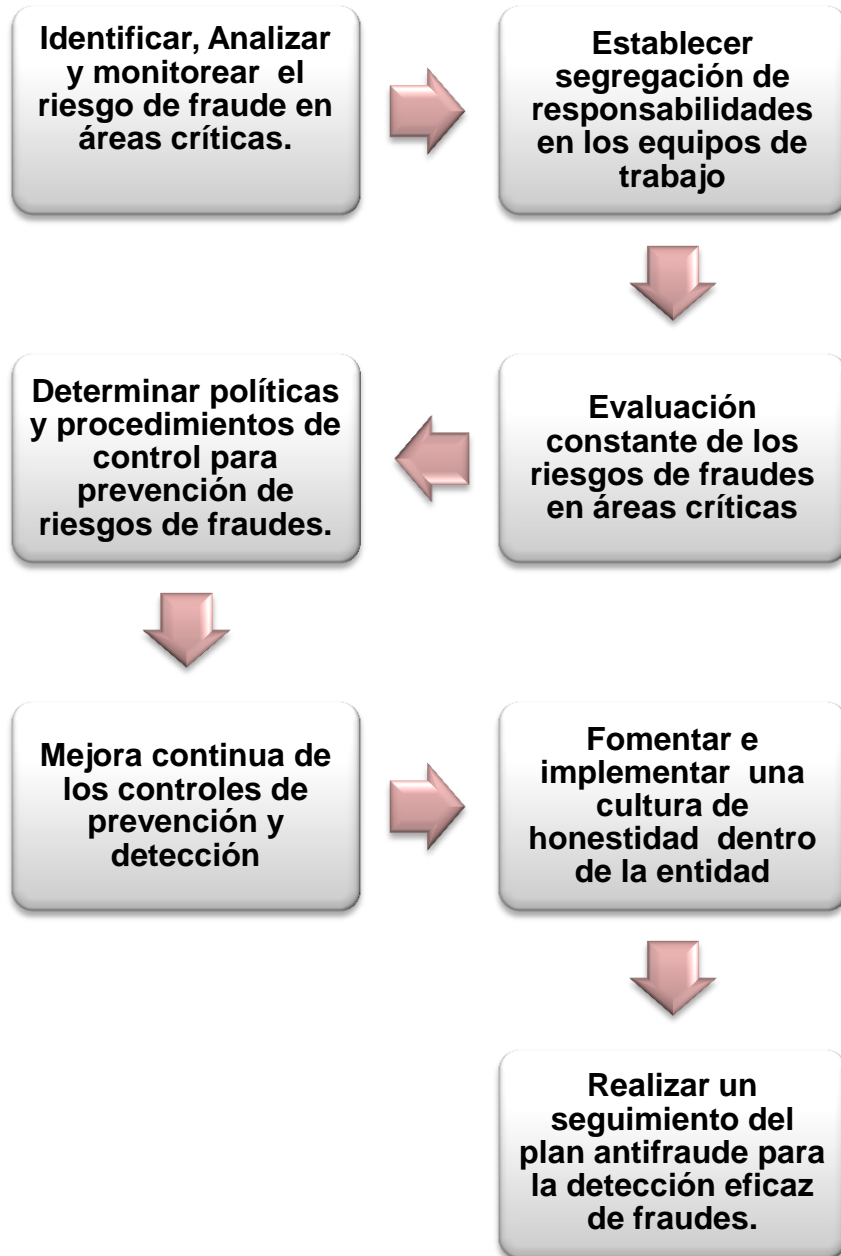 Identificar, Analizar
y monitorear el
riesgo de fraude en
áreas críticas.
Establecer
segregación de
responsabilidades
en los equipos de
trabajo
Evaluación
constante de los
riesgos de fraudes
en áreas críticas
Determinar políticas
y procedimientos de
control para
prevención de
riesgos de fraudes.
Mejora continua de
los controles de
prevención y
detección
Fomentar e
implementar una
cultura de
honestidad dentro
de la entidad
Realizar un
seguimiento del
plan antifraude para
la detección eficaz
de fraudes.